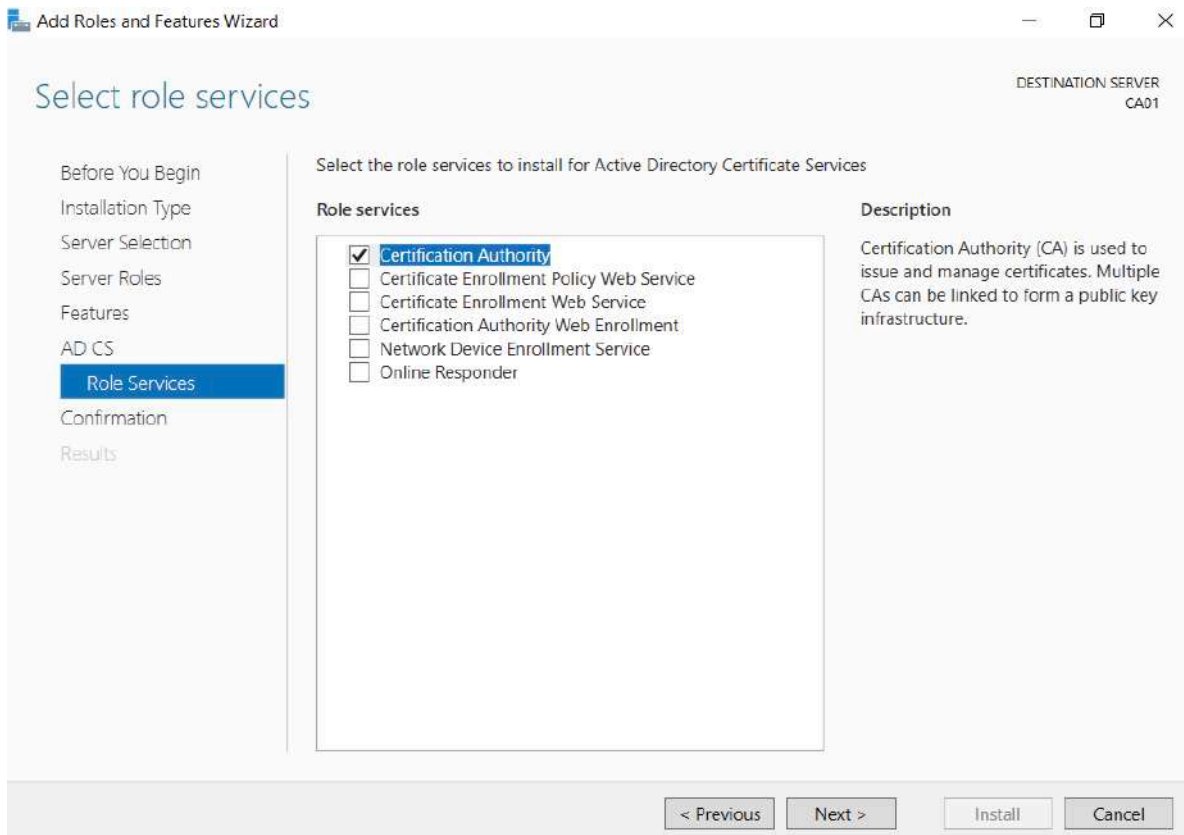 Add Roles and Features Wizard
Select role services
DESTINATION SERVER
CA01
Before You Begin
Installation Type
Server Selection
Server Roles
Features
AD CS
Role Services
Confirmation
Results
Select the role services to install for Active Directory Certificate Services
Role services
Certification Authority
Certificate Enrollment Policy Web Service
Certificate Enrollment Web Service
Certification Authority Web Enrollment
Network Device Enrollment Service
Online Responder
Description
Certification Authority (CA) is used to
issue and manage certificates. Multiple
CAs can be linked to form a public key
infrastructure.
< Previous
Next >
Install
Cancel